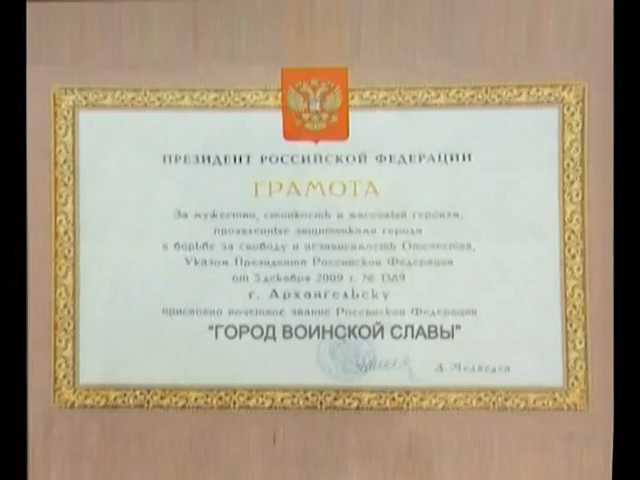 ПРЕЗИДЕНТ РОССИЙСКОЙ ФЕДЕРАЦИИ
ГРАМОТА
За мужество, стойкость и массовый героизм,
проявленные защитниками города
в борьбе за свободу и независимость Отечества,
Указом Президента Российской Федерации
от 5 декабря 2009 г. № 1389
г. Архангельску
присвоено почетное звание Российской Федерации
"ГОРОД ВОИНСКОЙ СЛАВЫ"
Д. Медведев